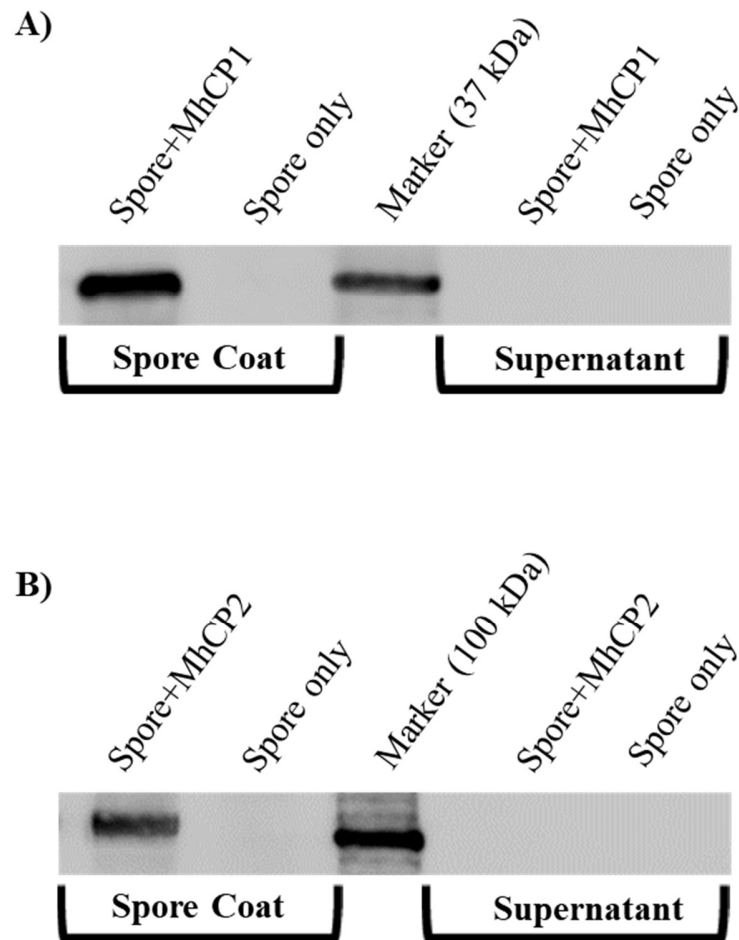 A)
Spore+MhCP1
Spore only
Marker (37 kDa)
Spore+MhCP1
Spore only
Spore Coat
Supernatant
B)
Spore+MhCP2
Spore only
Marker (100 kDa)
Spore+MhCP2
Spore only
Spore Coat
Supernatant